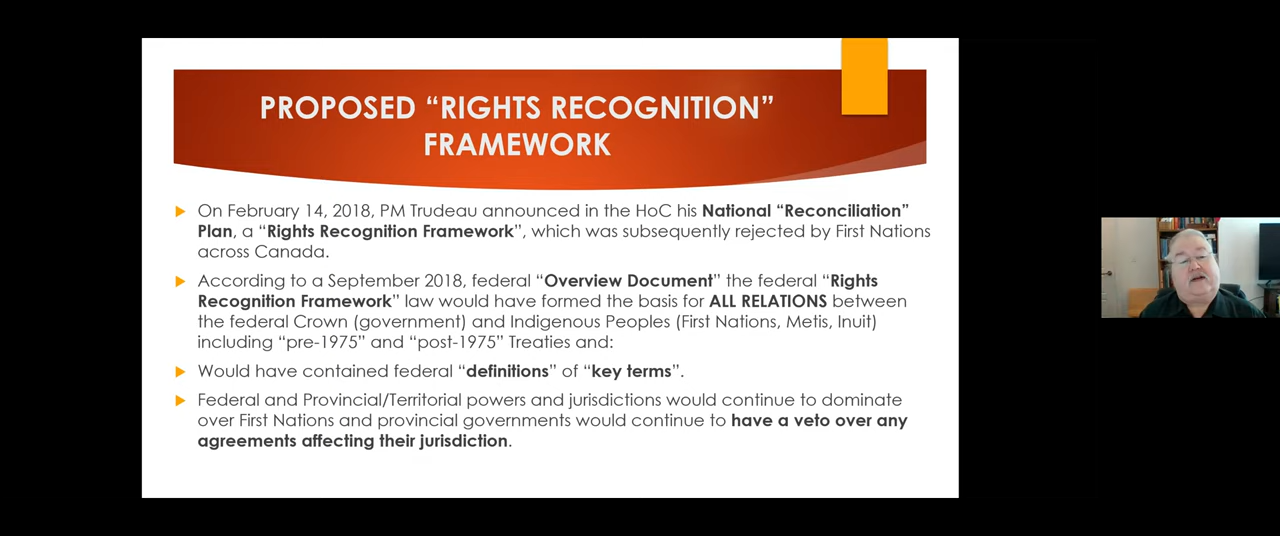 PROPOSED “RIGHTS RECOGNITION”
FRAMEWORK
On February 14, 2018, PM Trudeau announced in the HoC his National “Reconciliation”
Plan, a “Rights Recognition Framework”, which was subsequently rejected by First Nations
across Canada.
According to a September 2018, federal “Overview Document” the federal “Rights
Recognition Framework” law would have formed the basis for ALL RELATIONS between
the federal Crown (government) and Indigenous Peoples (First Nations, Metis, Inuit)
including “pre-1975” and “post-1975” Treaties and:
Would have contained federal “definitions” of “key terms”.
Federal and Provincial/Territorial powers and jurisdictions would continue to dominate
over First Nations and provincial governments would continue to have a veto over any
agreements affecting their jurisdiction.